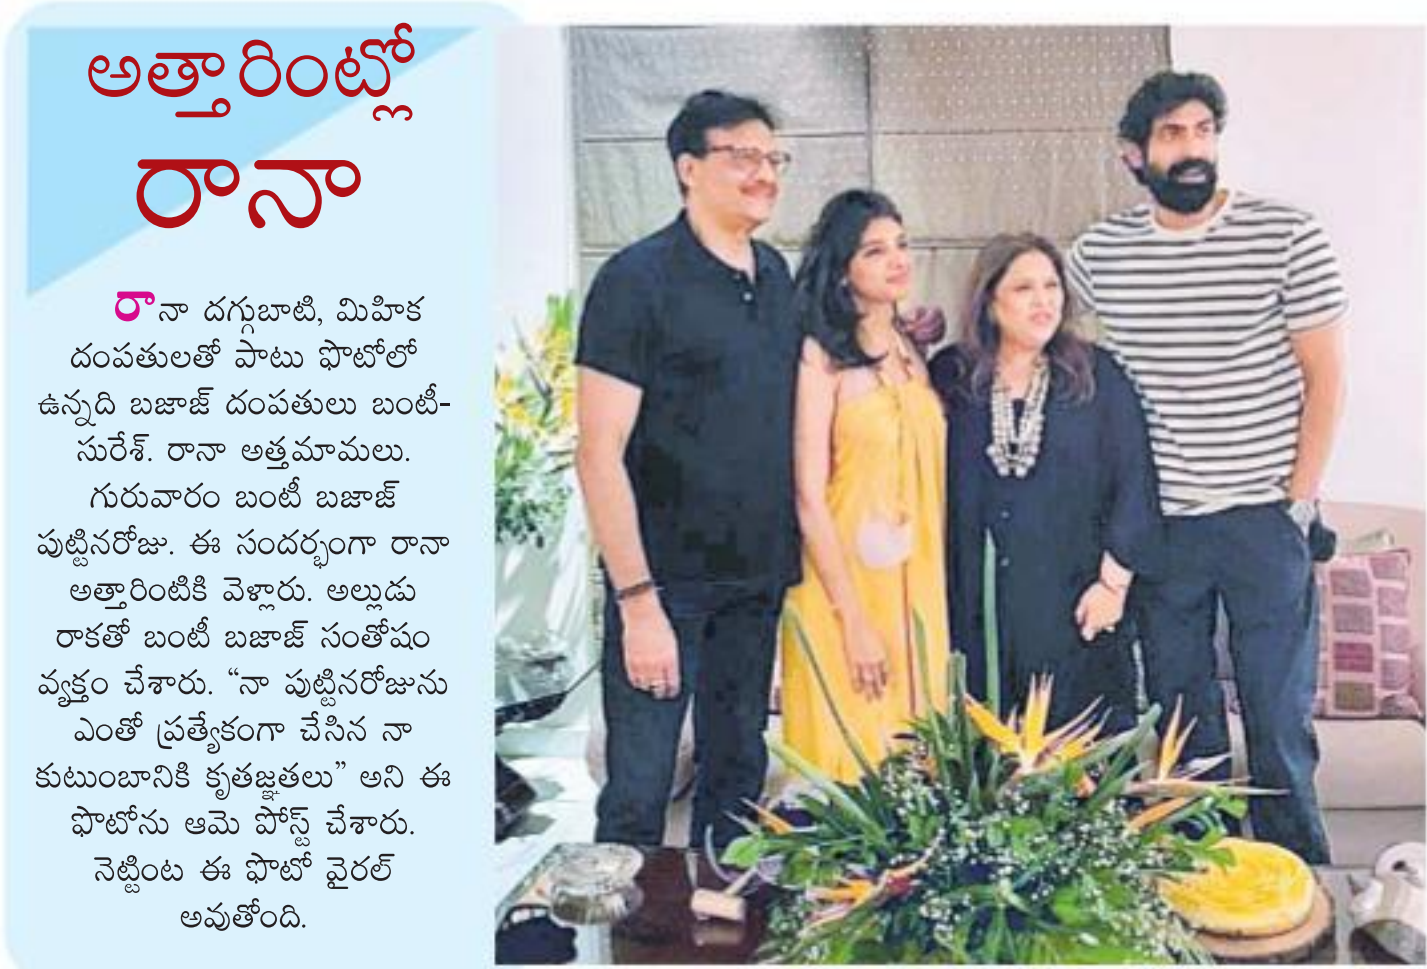 అత్తారింట్లో
రానా
రానా దగ్గుబాటి, మిహిక
దంపతులతో పాటు ఫొటోలో
ఉన్నది బజాజ్ దంపతులు బంటీ-
సురేశ్. రానా అత్తమామలు.
గురువారం బంటీ బజాజ్
పుట్టినరోజు. ఈ సందర్భంగా రానా
అత్తారింటికి వెళ్లారు. అల్లుడు
రాకతో బంటీ బజాజ్ సంతోషం
వ్యక్తం చేశారు. “నా పుట్టినరోజును
ఎంతో ప్రత్యేకంగా చేసిన నా
కుటుంబానికి కృతజ్ఞతలు” అని ఈ
ఫొటోను ఆమె పోస్ట్ చేశారు.
నెట్టింట ఈ ఫొటో వైరల్
అవుతోంది.